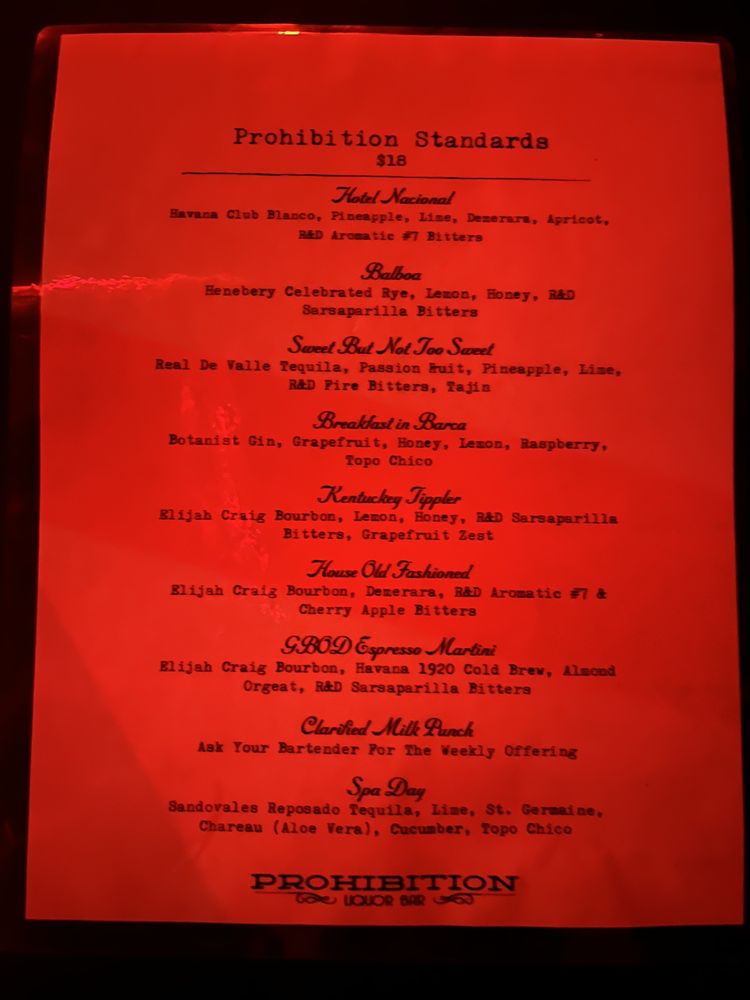 Prohibition Standards
$18
Hotel Nacional
Havana Club Blanco, Pineapple, Lime, Demerara, Apricot,
R&D Aromatic #7 Bitters
Balboa
Henebery Celebrated Rye, Lemon, Honey, R&D
Sarsaparilla Bitters
Sweet But Not Too Sweet
Real De Valle Tequila, Passion Fruit, Pineapple, Lime,
R&D Fire Bitters, Tajin
Breakfast in Barca
Botanist Gin, Grapefruit, Honey, Lemon, Raspberry,
Topo Chico
Kentuckey Tippler
Elijah Craig Bourbon, Lemon, Honey, R&D Sarsaparilla
Bitters, Grapefruit Zest
House Old Fashioned
Elijah Craig Bourbon, Demerara, R&D Aromatic #7 &
Cherry Apple Bitters
GBOD Espresso Martini
Elijah Craig Bourbon, Havana 1920 Cold Brew, Almond
Orgeat, R&D Sarsaparilla Bitters
Clarified Milk Punch
Ask Your Bartender For The Weekly Offering
Spa Day
Sandovales Reposado Tequila, Lime, St. Germaine,
Chareau (Aloe Vera), Cucumber, Topo Chico
PROHIBITION
LIQUOR BAR